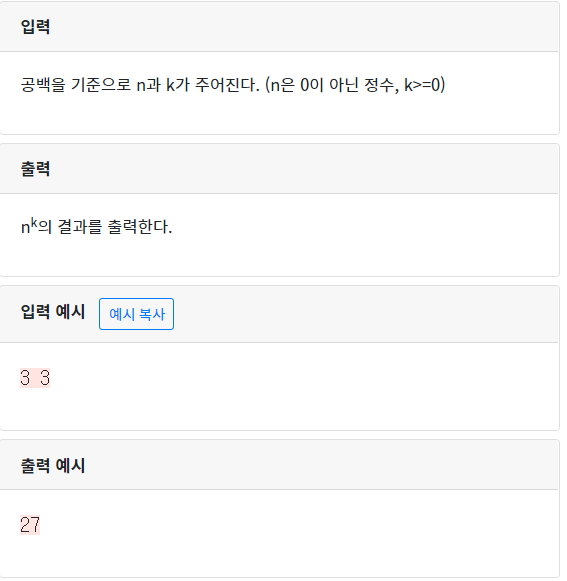 입력
공백을 기준으로 n과 k가 주어진다. (n은 0이 아닌 정수, k>=0)
출력
n^k의 결과를 출력한다.
입력 예시 예시 복사
3 3
출력 예시
27